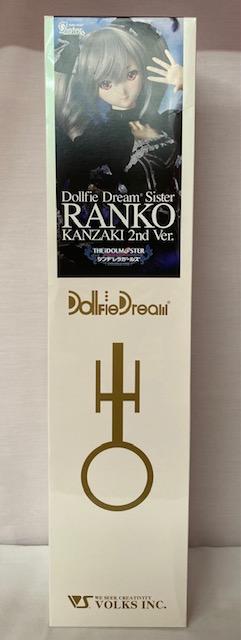 Dollfie Dream® Sister
RANKO
KANZAKI 2nd Ver.
THE IDOLM@STER
シンデレラガールズ
DollfieDream®
VS WE SEEK CREATIVITY
VOLKS INC.